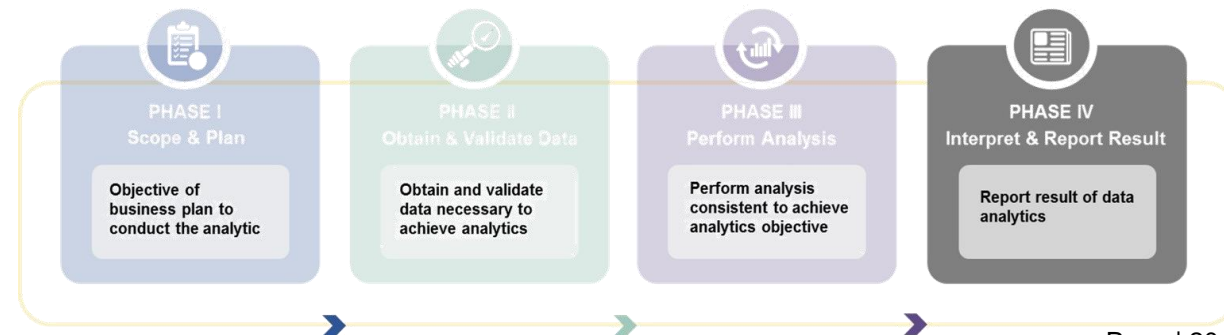 PHASE I
Scope & Plan
Objective of
business plan to
conduct the analytic
PHASE II
Obtain & Validate Data
Obtain and validate
data necessary to
achieve analytics
PHASE III
Perform Analysis
Perform analysis
consistent to achieve
analytics objective
PHASE IV
Interpret & Report Result
Report result of data
analytics